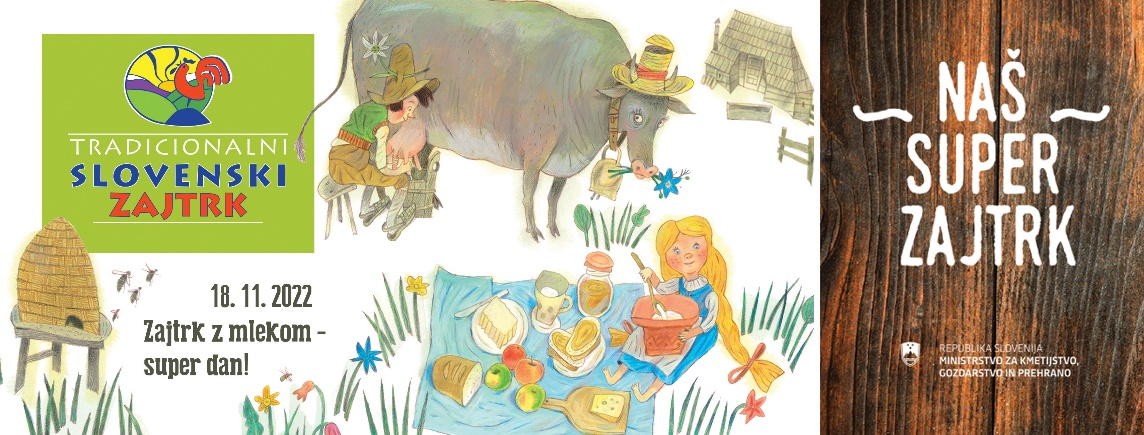 TRADICIONALNI
SLOVENSKI
ZAJTRK
18. 11. 2022
Zajtrk z mlekom -
super dan!
NAŠ
SUPER
ZAJTRK
REPUBLIKA SLOVENIJA
MINISTRSTVO ZA KMETIJSTVO,
GOZDARSTVO IN PREHRANO